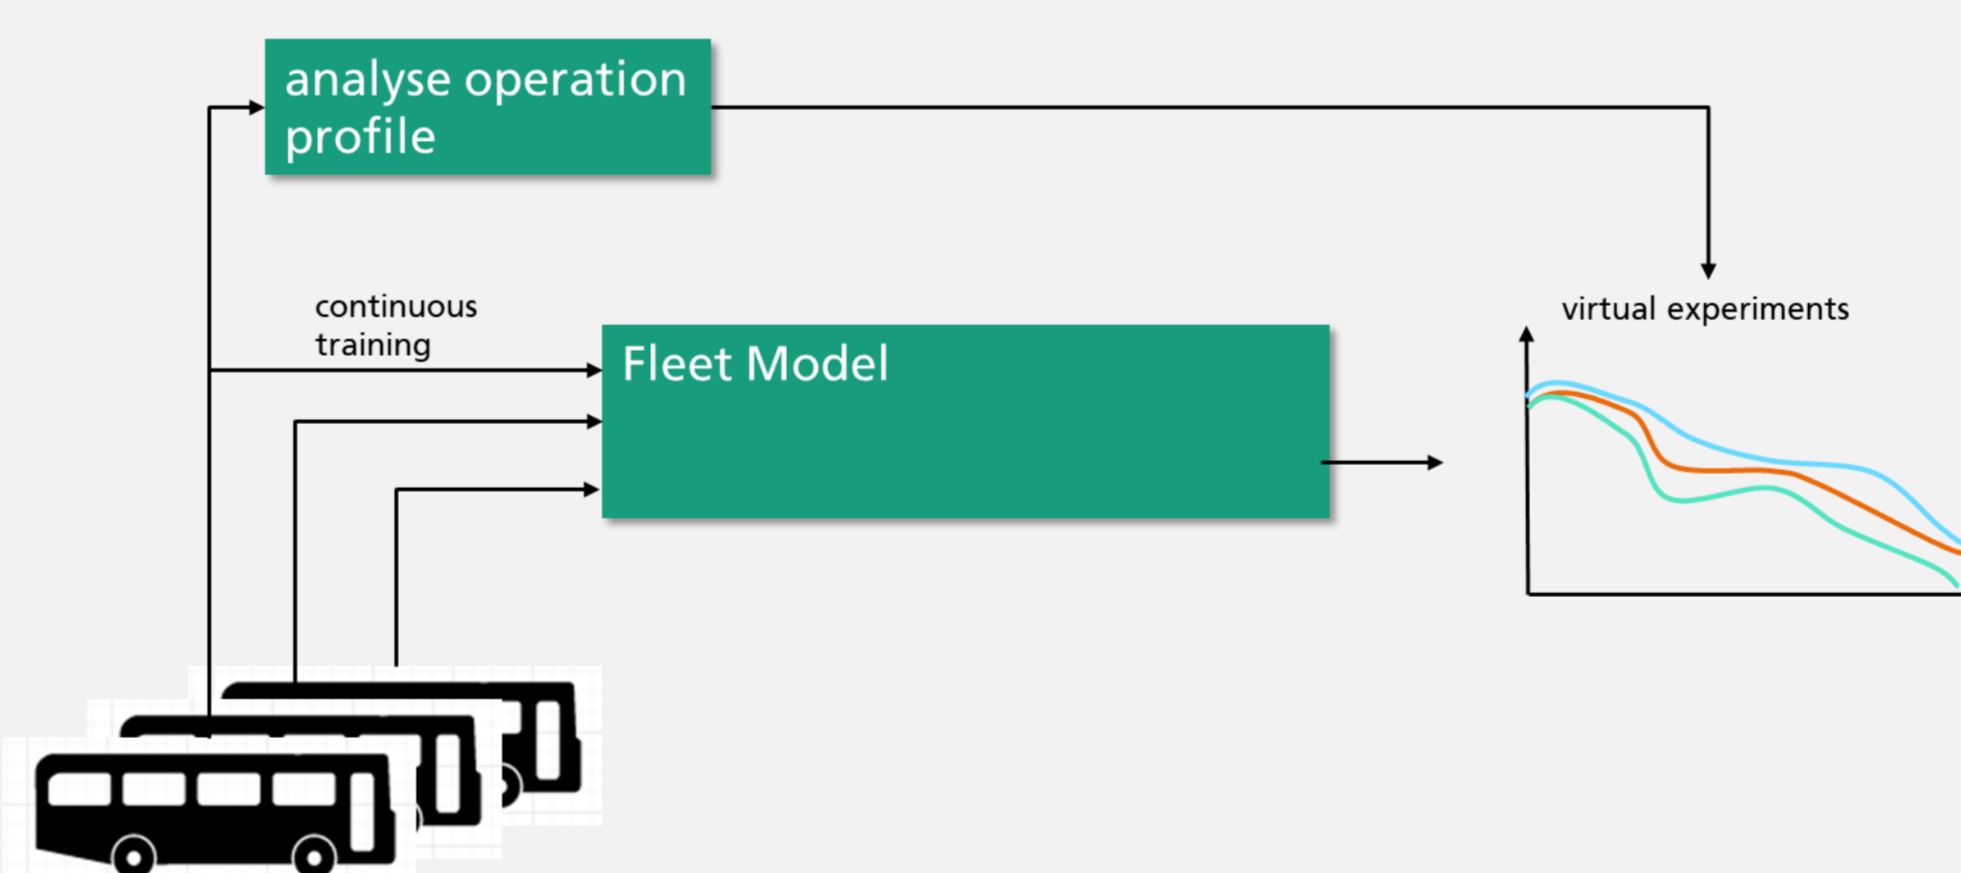 analyse operation
profile
continuous
training
Fleet Model
virtual experiments